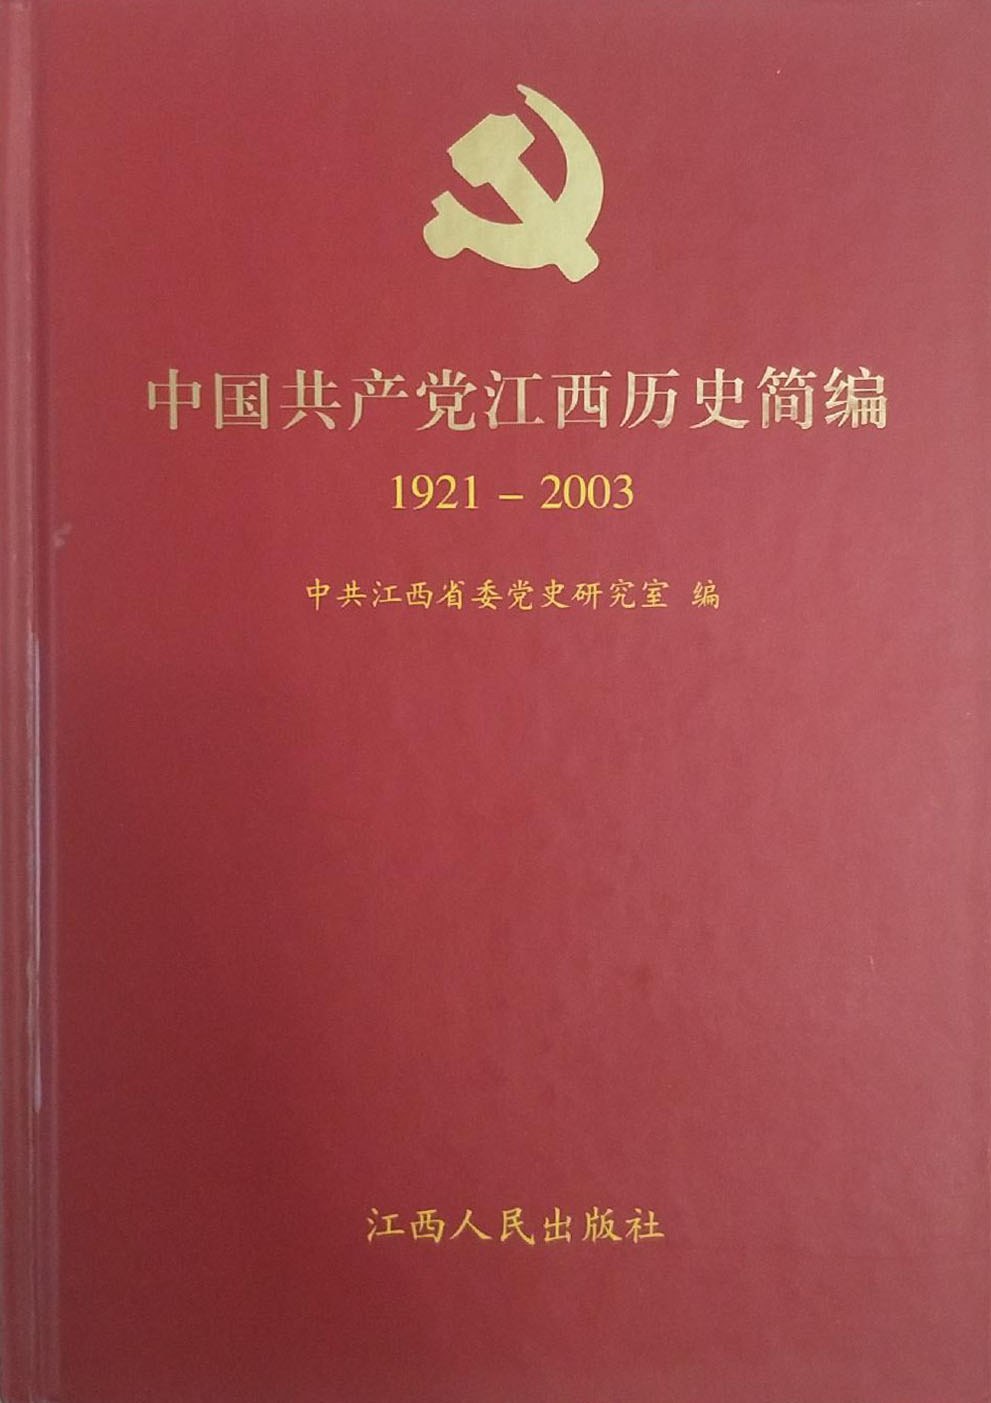 中国共产党江西历史简编
1921 - 2003
中共江西省委党史研究室 编
江西人民出版社